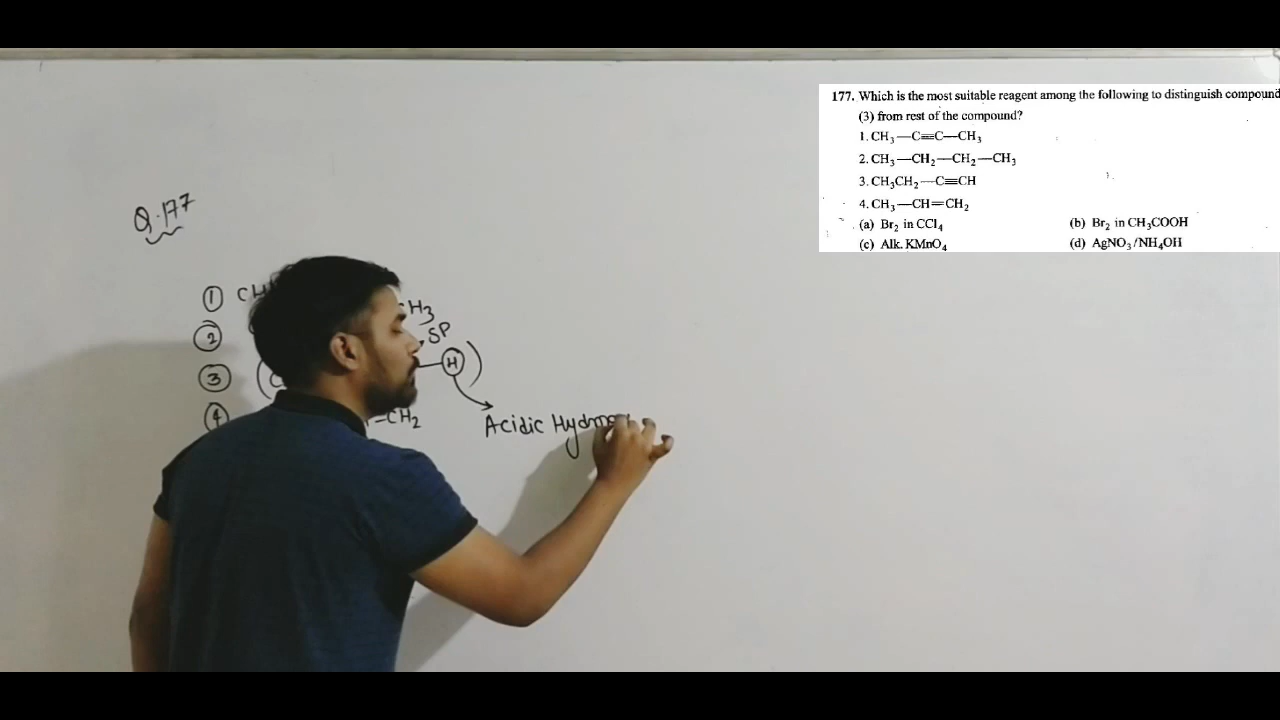 177. Which is the most suitable reagent among the following to distinguish compound
(3) from rest of the compound?
1. CH₃—C≡C—CH₃
2. CH₃—CH₂—CH₂—CH₃
3. CH₃CH₂—C≡CH
4. CH₃—CH=CH₂
(a) Br₂ in CCl₄ (b) Br₂ in CH₃COOH
(c) Alk. KMnO₄ (d) AgNO₃/NH₄OH
Q.177
① CH H₃
② SP
③ ( —Ⓗ )
④ –CH₂
Acidic